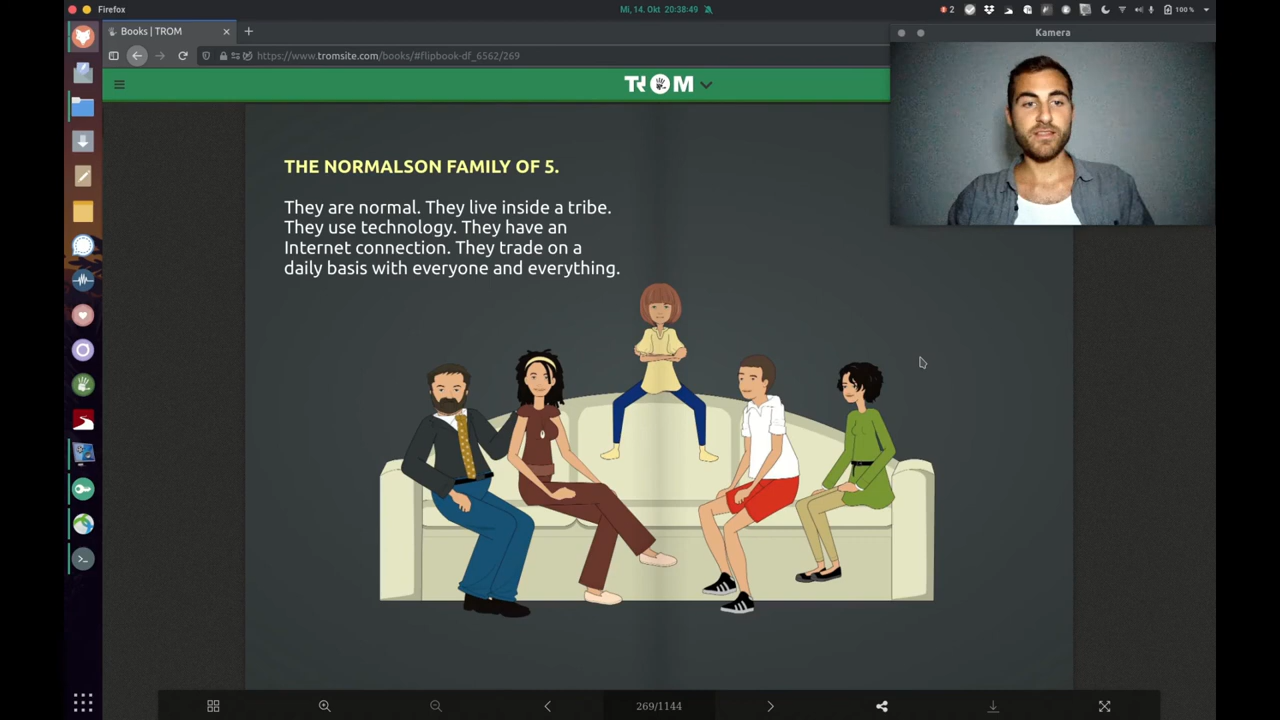 Firefox
Mi, 14. Okt 20:38:49
2
100 %
Books | TROM
Kamera
https://www.tromsite.com/books/#flipbook-df_6562/269
TROM
THE NORMALSON FAMILY OF 5.
They are normal. They live inside a tribe.
They use technology. They have an
Internet connection. They trade on a
daily basis with everyone and everything.
269/1144